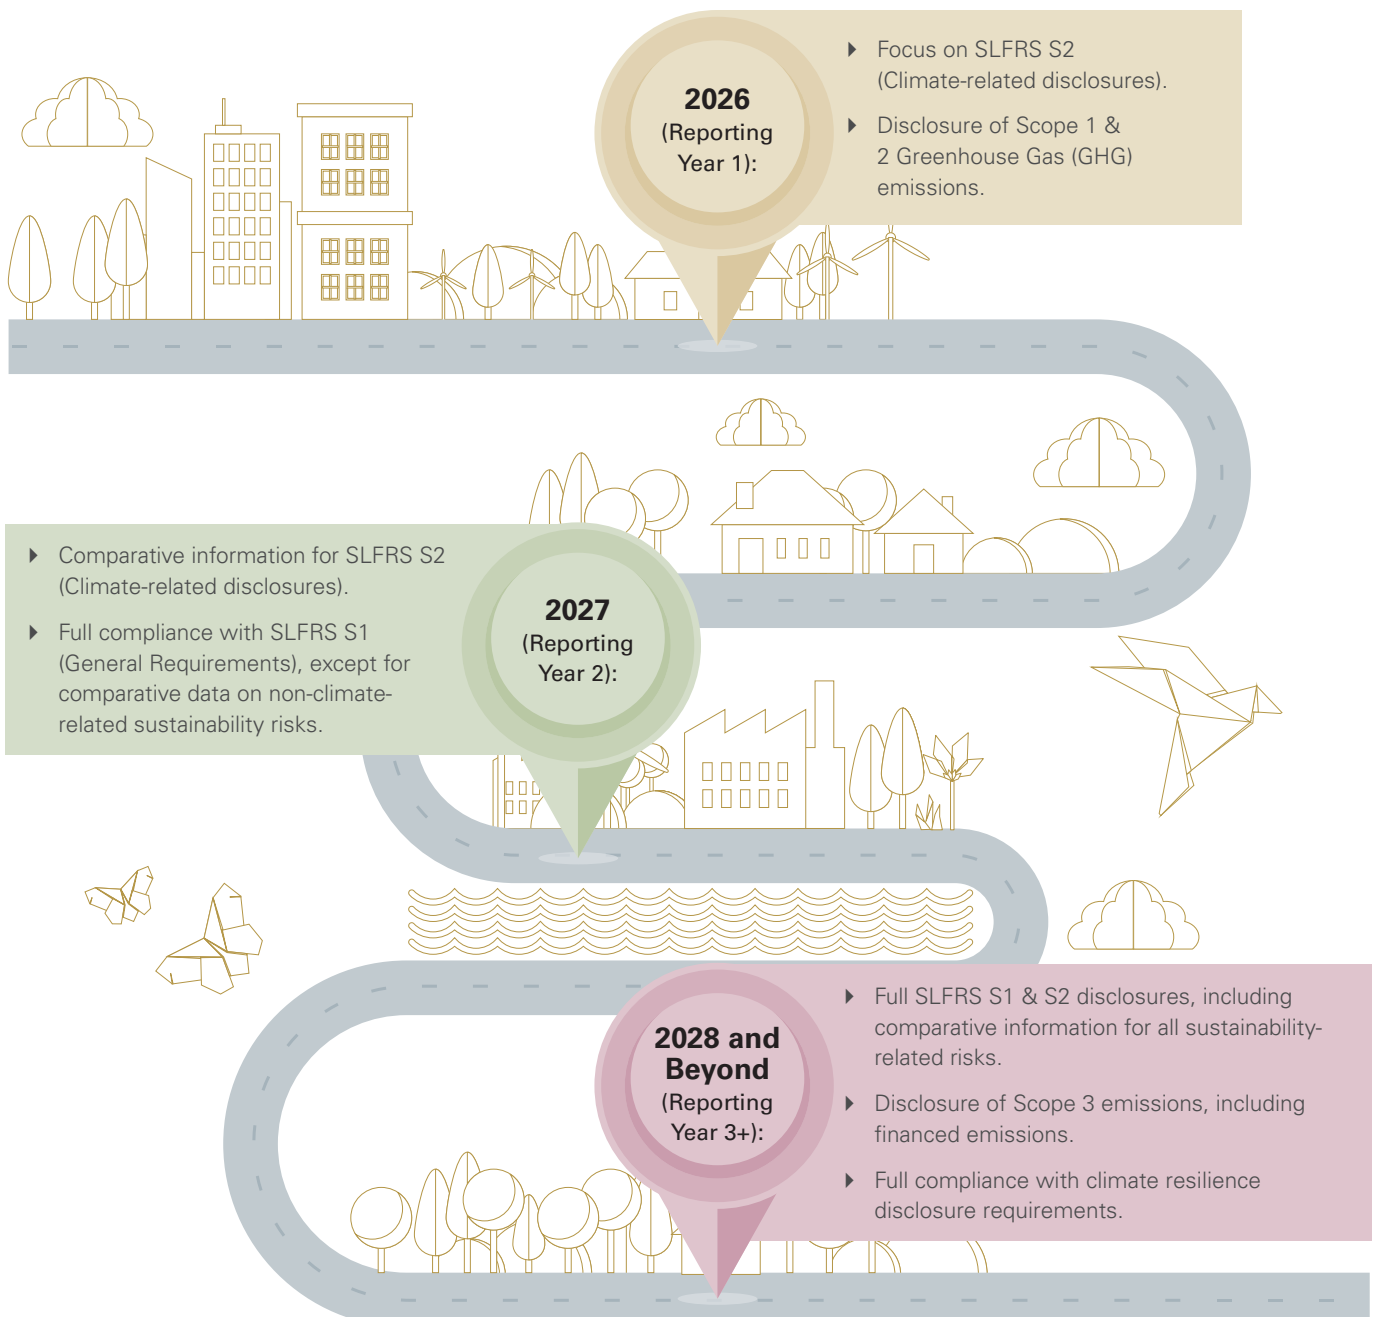 2026
(Reporting
Year 1):
Focus on SLFRS S2
(Climate-related disclosures).
Disclosure of Scope 1 &
2 Greenhouse Gas (GHG)
emissions.
Comparative information for SLFRS S2
(Climate-related disclosures).
Full compliance with SLFRS S1
(General Requirements), except for
comparative data on non-climate-
related sustainability risks.
2027
(Reporting
Year 2):
2028 and
Beyond
(Reporting
Year 3+):
Full SLFRS S1 & S2 disclosures, including
comparative information for all sustainability-
related risks.
Disclosure of Scope 3 emissions, including
financed emissions.
Full compliance with climate resilience
disclosure requirements.